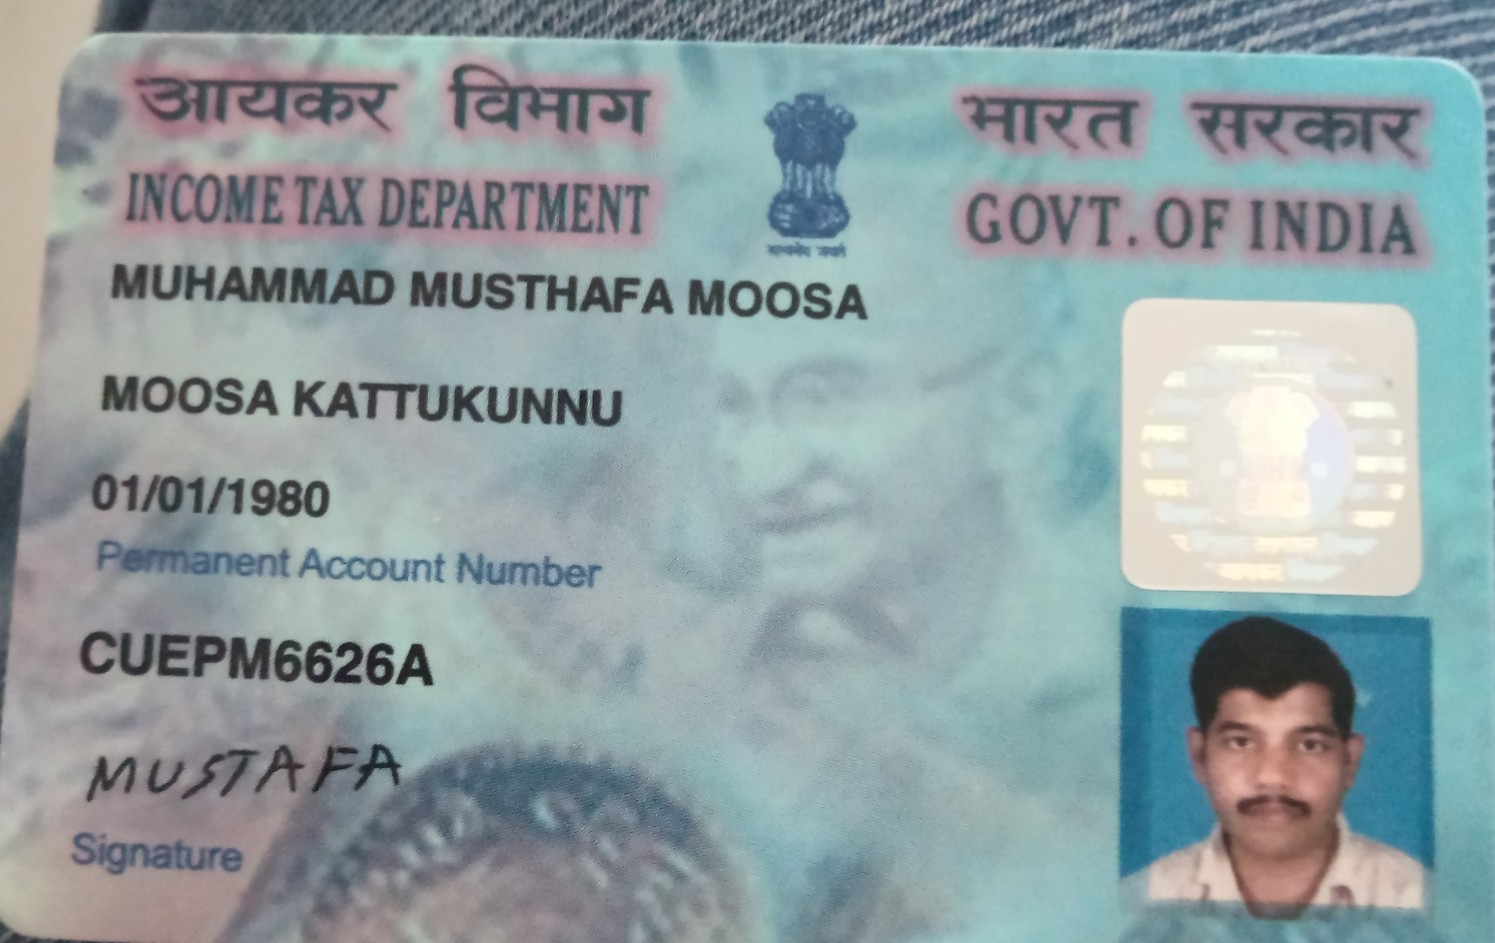 आयकर विभाग
INCOME TAX DEPARTMENT
भारत सरकार
GOVT. OF INDIA
सत्यमेव जयते
MUHAMMAD MUSTHAFA MOOSA
MOOSA KATTUKUNNU
01/01/1980
Permanent Account Number
CUEPM6626A
MUSTAFA
Signature